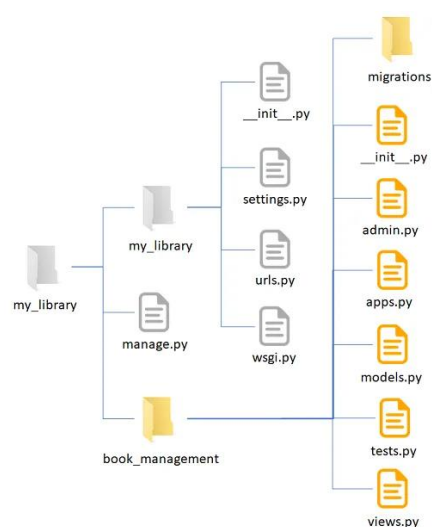 my_library
my_library
manage.py
book_management
__init__.py
settings.py
urls.py
wsgi.py
migrations
__init__.py
admin.py
apps.py
models.py
tests.py
views.py